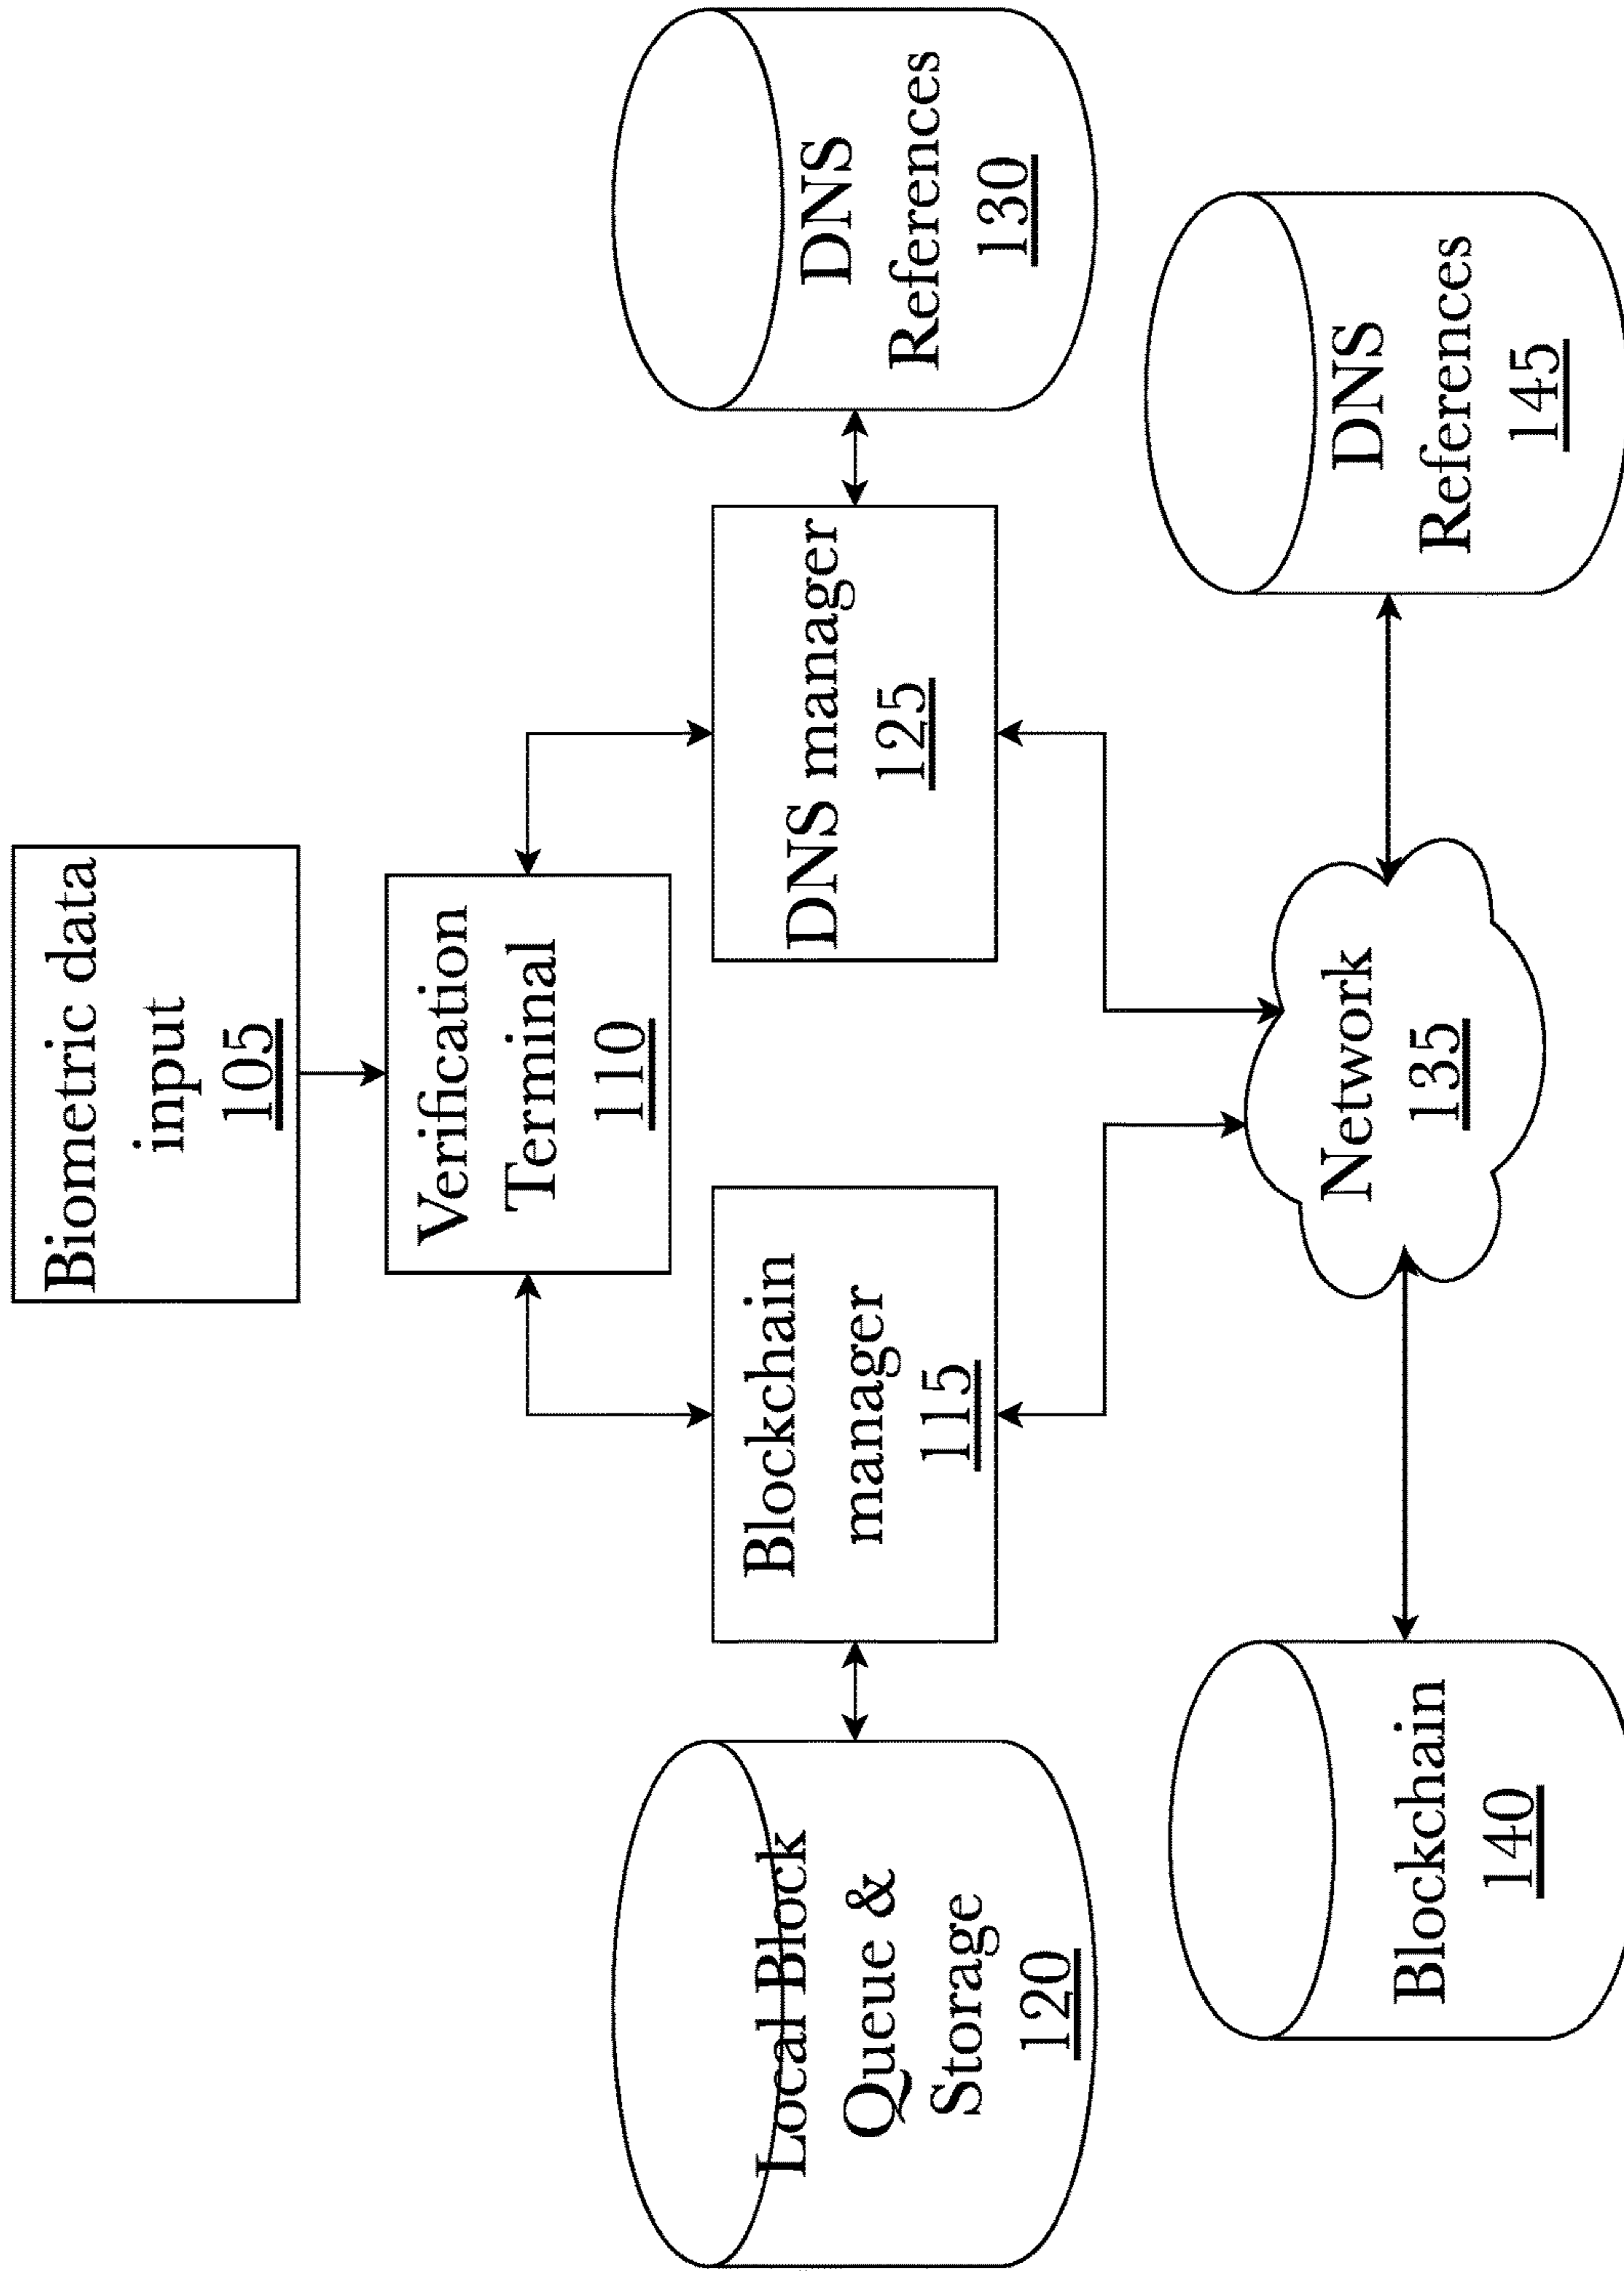 Biometric data
input
105
Verification
Terminal
110
Local Block
Queue &
Storage
120
Blockchain
manager
115
DNS manager
125
DNS
References
130
Blockchain
140
Network
135
DNS
References
145